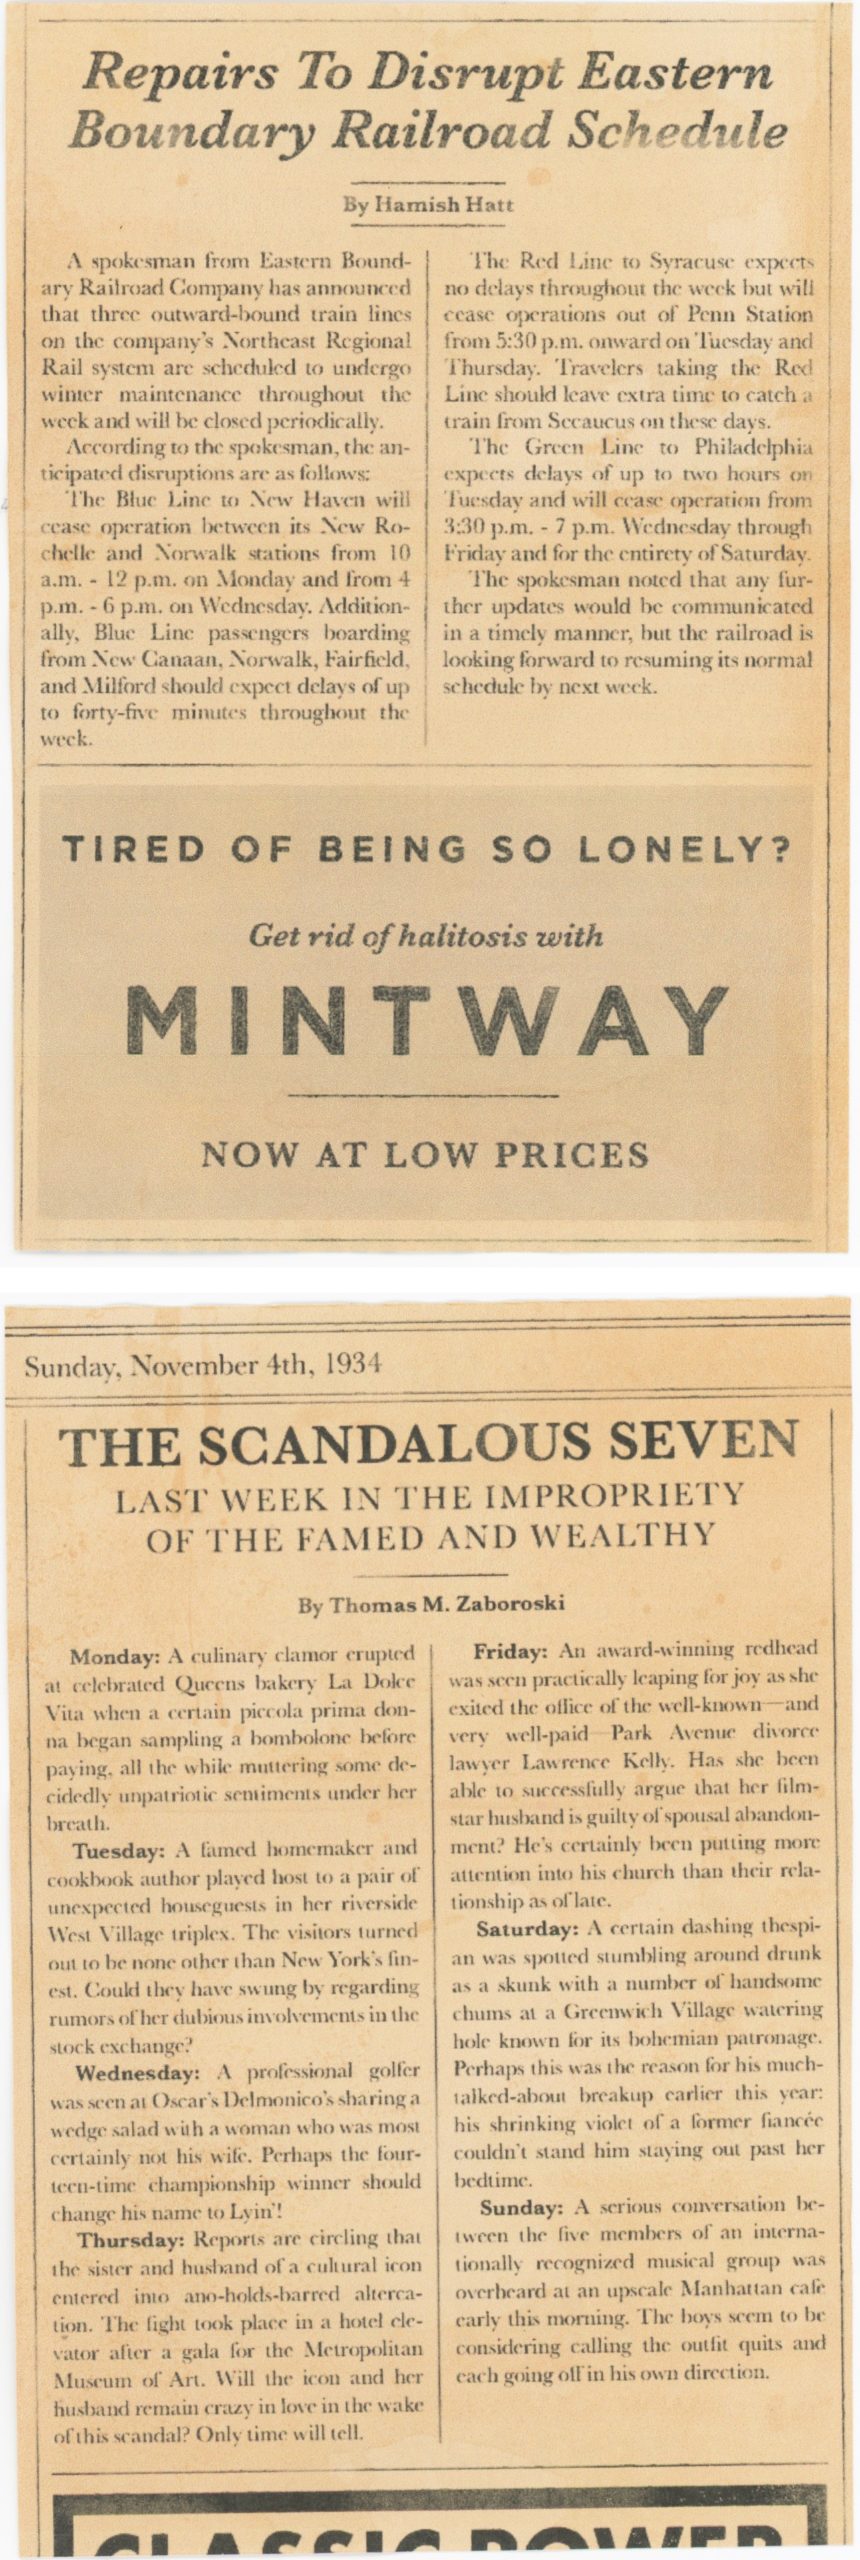 Repairs To Disrupt Eastern
Boundary Railroad Schedule
By Hamish Hatt
A spokesman from Eastern Bound-
ary Railroad Company has announced
that three outward-bound train lines
on the company's Northeast Regional
Rail system are scheduled to undergo
winter maintenance throughout the
week and will be closed periodically.
According to the spokesman, the an-
ticipated disruptions are as follows:
The Blue Line to New Haven will
cease operation between its New Ro-
chelle and Norwalk stations from 10
a.m. - 12 p.m. on Monday and from 4
p.m. - 6 p.m. on Wednesday. Addition-
ally, Blue Line passengers boarding
from New Canaan, Norwalk, Fairfield,
and Milford should expect delays of up
to forty-five minutes throughout the
week.
The Red Line to Syracuse expects
no delays throughout the week but will
cease operations out of Penn Station
from 5:30 p.m. onward on Tuesday and
Thursday. Travelers taking the Red
Line should leave extra time to catch a
train from Secaucus on these days.
The Green Line to Philadelphia
expects delays of up to two hours on
Tuesday and will cease operation from
3:30 p.m. - 7 p.m. Wednesday through
Friday and for the entirety of Saturday.
The spokesman noted that any fur-
ther updates would be communicated
in a timely manner, but the railroad is
looking forward to resuming its normal
schedule by next week.
TIRED OF BEING SO LONELY?
Get rid of halitosis with
MINTWAY
NOW AT LOW PRICES
Sunday, November 4th, 1934
THE SCANDALOUS SEVEN
LAST WEEK IN THE IMPROPRIETY
OF THE FAMED AND WEALTHY
By Thomas M. Zaboroski
Monday: A culinary clamor erupted
at celebrated Queens bakery La Dolce
Vita when a certain piccola prima don-
na began sampling a bombolone before
paying, all the while muttering some de-
cidedly unpatriotic sentiments under her
breath.
Tuesday: A famed homemaker and
cookbook author played host to a pair of
unexpected houseguests in her riverside
West Village triplex. The visitors turned
out to be none other than New York's fin-
est. Could they have swung by regarding
rumors of her dubious involvements in the
stock exchange?
Wednesday: A professional golfer
was seen at Oscar's Delmonico's sharing a
wedge salad with a woman who was most
certainly not his wife. Perhaps the four-
teen-time championship winner should
change his name to Lyin'!
Thursday: Reports are circling that
the sister and husband of a cultural icon
entered into ano-holds-barred alterca-
tion. The fight took place in a hotel ele-
vator after a gala for the Metropolitan
Museum of Art. Will the icon and her
husband remain crazy in love in the wake
of this scandal? Only time will tell.
Friday: An award-winning redhead
was seen practically leaping for joy as she
exited the office of the well-known—and
very well-paid—Park Avenue divorce
lawyer Lawrence Kelly. Has she been
able to successfully argue that her film-
star husband is guilty of spousal abandon-
ment? He's certainly been putting more
attention into his church than their rela-
tionship as of late.
Saturday: A certain dashing thespi-
an was spotted stumbling around drunk
as a skunk with a number of handsome
chums at a Greenwich Village watering
hole known for its bohemian patronage.
Perhaps this was the reason for his much-
talked-about breakup earlier this year:
his shrinking violet of a former fiancée
couldn't stand him staying out past her
bedtime.
Sunday: A serious conversation be-
tween the five members of an interna-
tionally recognized musical group was
overheard at an upscale Manhattan café
early this morning. The boys seem to be
considering calling the outfit quits and
each going off in his own direction.
CLASSIC POWER